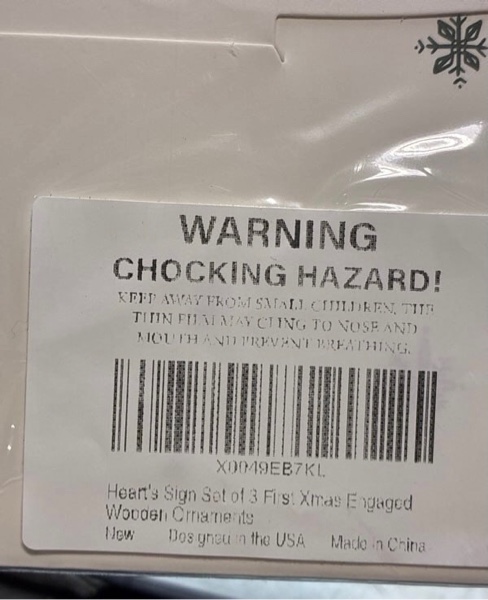 WARNING
CHOCKING HAZARD!
KEEP AWAY FROM SMALL CHILDREN, THE
THIN FILM MAY CLING TO NOSE AND
MOUTH AND PREVENT BREATHING.
X0049EB7KL
Heart's Sign Set of 3 First Xmas Engaged
Wooden Ornaments
New Designed in the USA Made in China